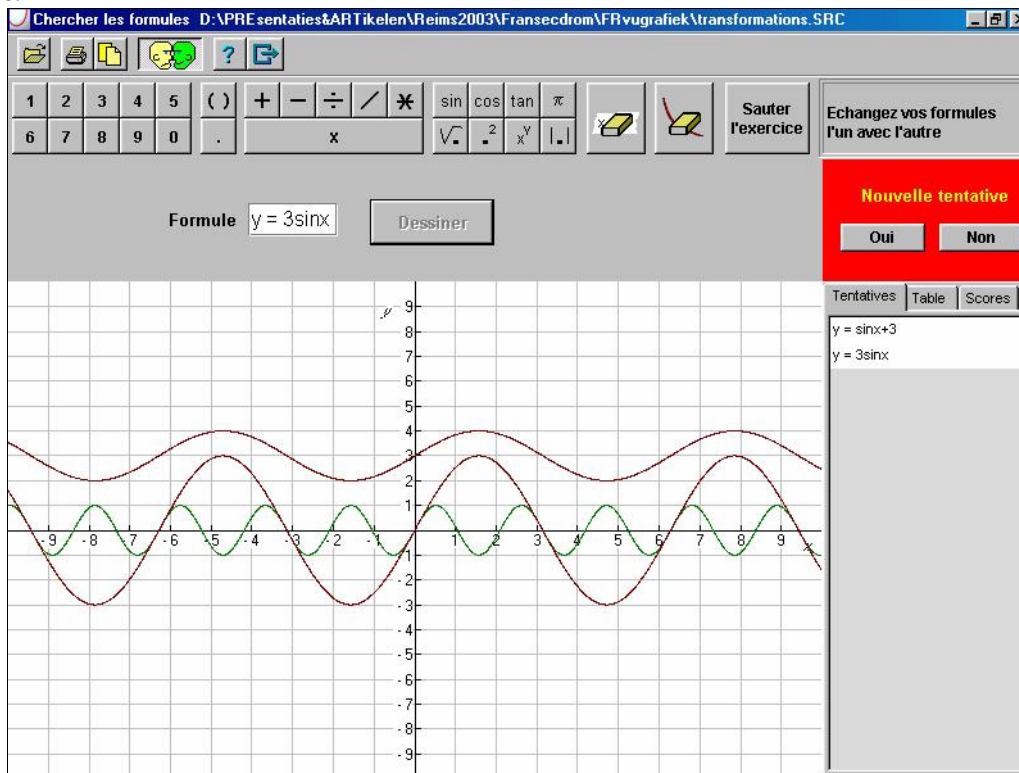 Chercher les formules D:\PREsentaties&ARTikelen\Reims2003\Fransecdrom\FRvugrafiek\transformations.SRC
?
1 2 3 4 5 ( ) + − ÷ / * sin cos tan π
6 7 8 9 0 . x √▪ ▪² xʸ |▪|
x
Sauter
l'exercice
Echangez vos formules
l'un avec l'autre
Formule y = 3sinx Dessiner
Nouvelle tentative
Oui Non
Tentatives Table Scores
y = sinx+3
y = 3sinx
y
9
8
7
6
5
4
3
2
1
-9 -8 -7 -6 -5 -4 -3 -2 -1 1 2 3 4 5 6 7 8 9 x
-1
-2
-3
-4
-5
-6
-7
-8
-9